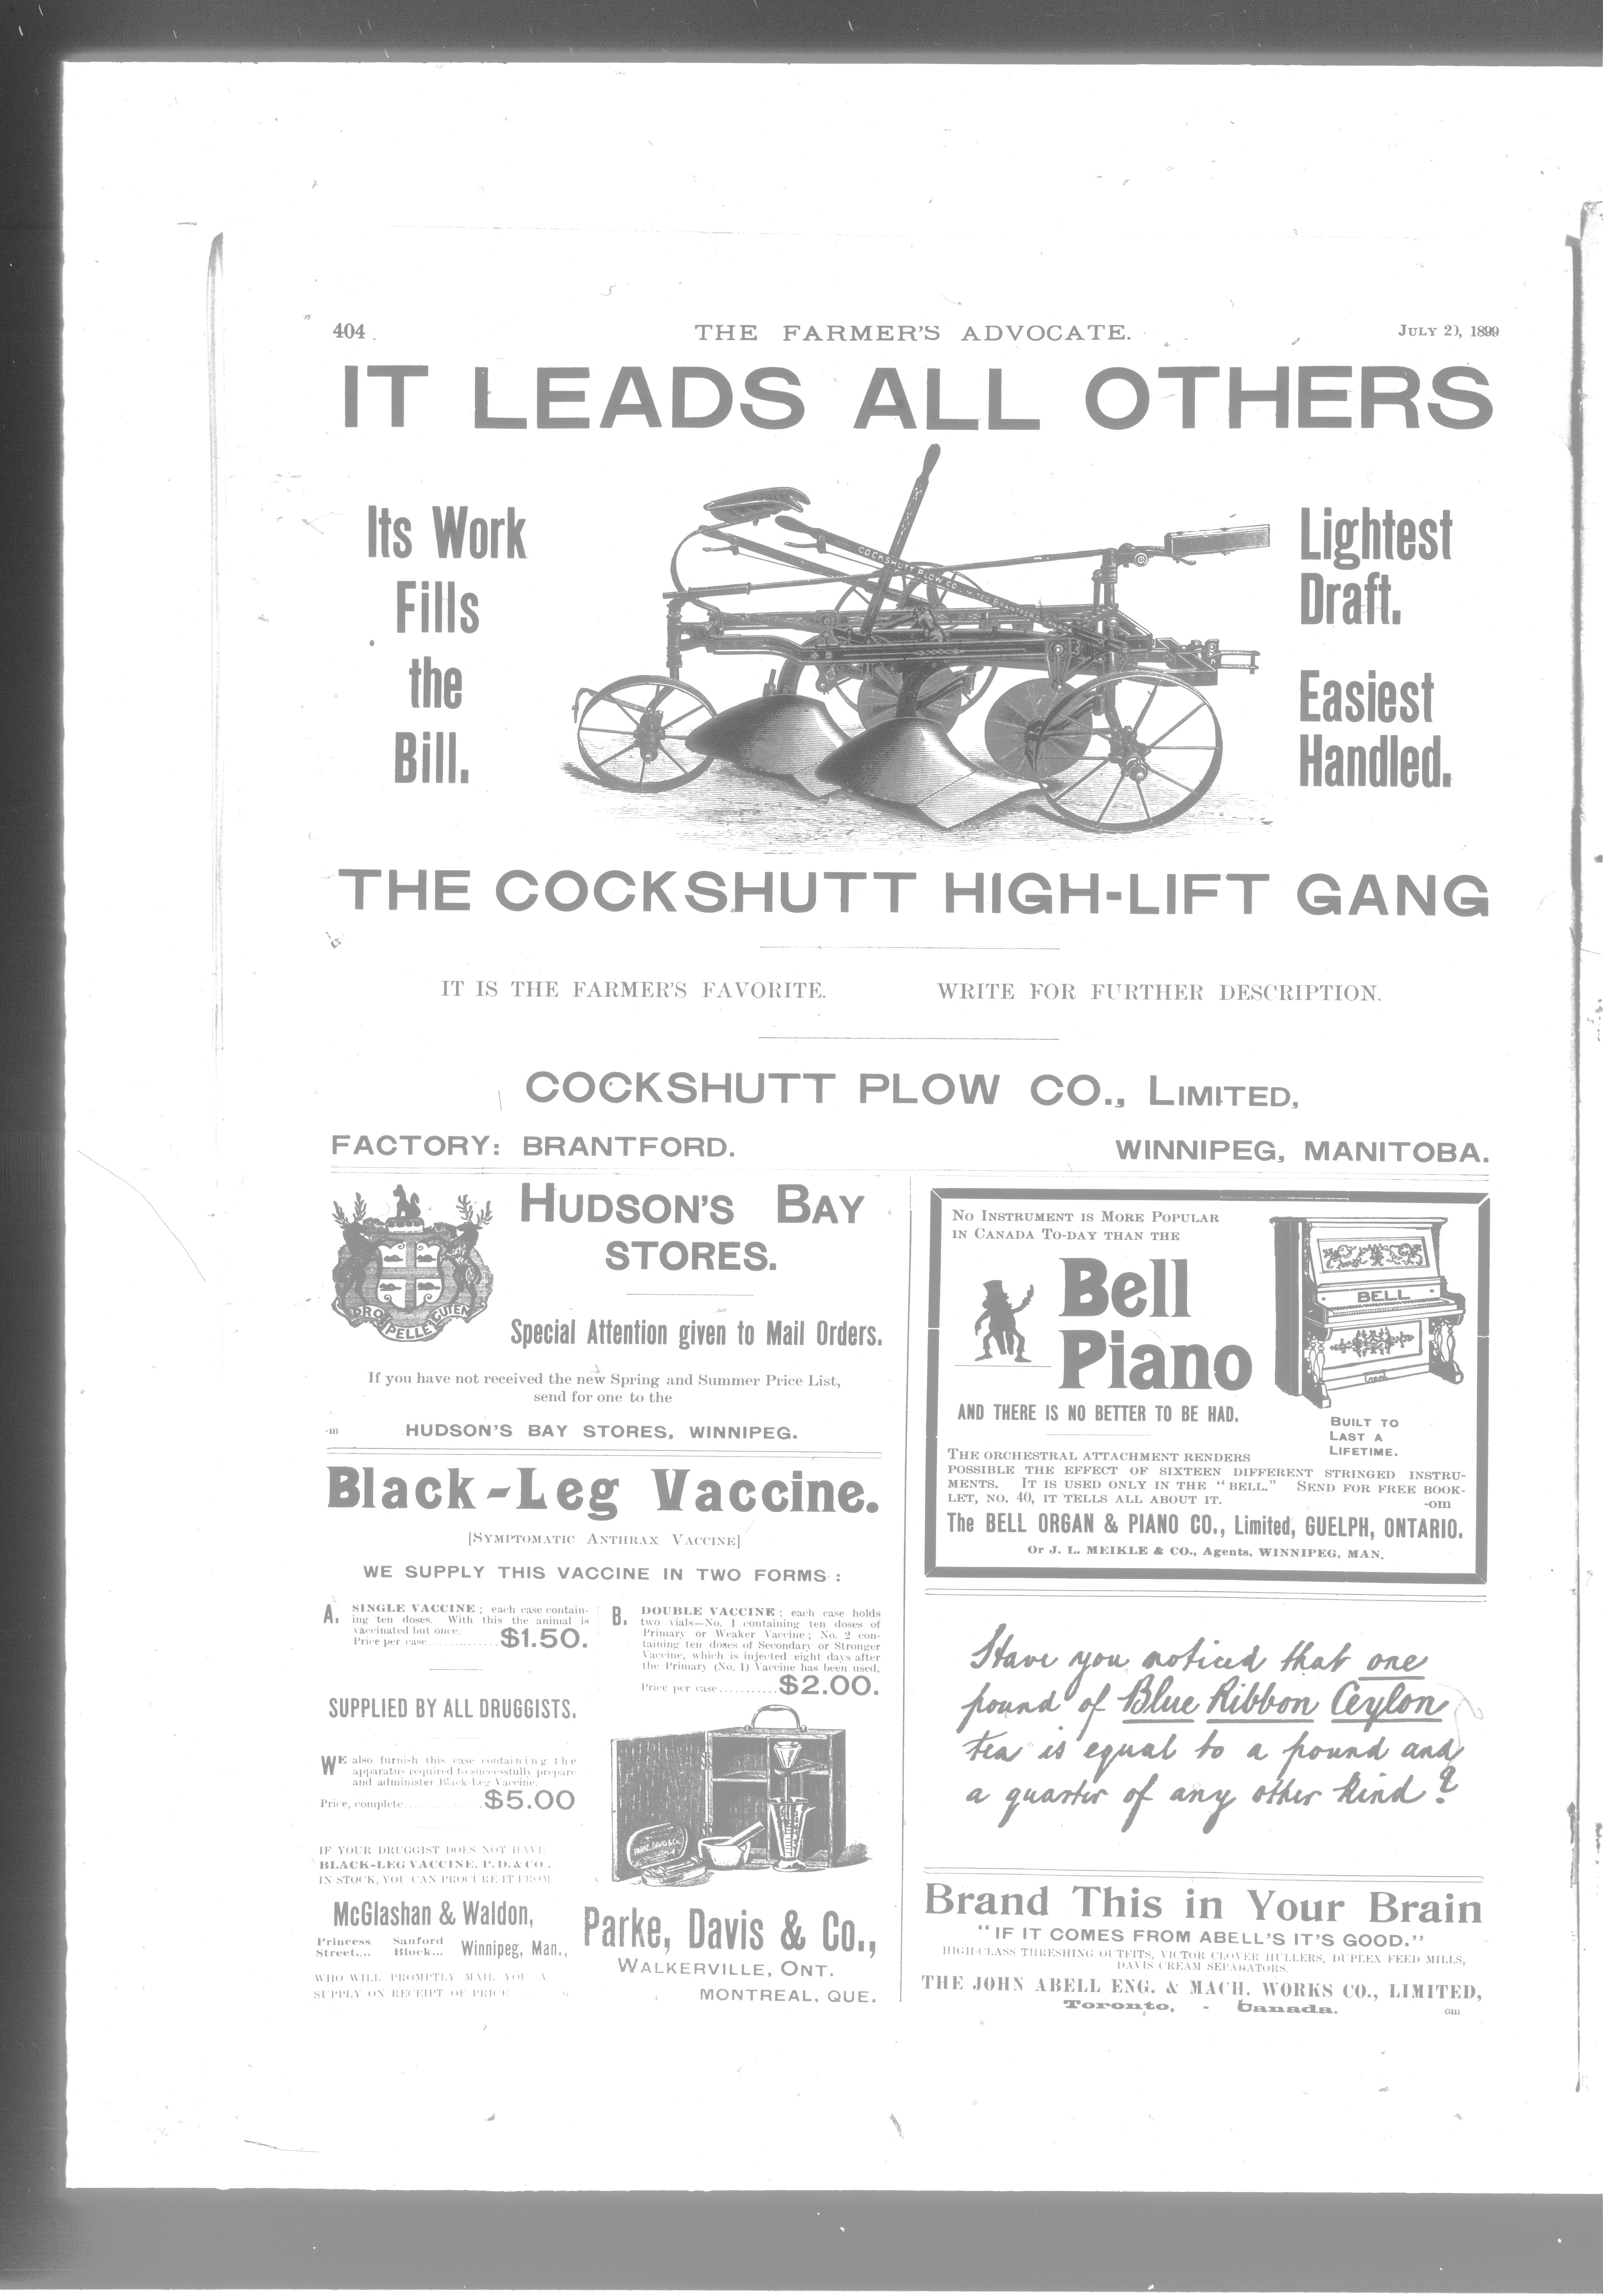 404
THE FARMER'S ADVOCATE.
JULY 20, 1899
IT LEADS ALL OTHERS
Its Work
Fills
the
Bill.
COCKSHUTT PLOW CO. LIMITED BRANTFORD
Lightest
Draft.
Easiest
Handled.
THE COCKSHUTT HIGH-LIFT GANG
IT IS THE FARMER'S FAVORITE. WRITE FOR FURTHER DESCRIPTION.
COCKSHUTT PLOW CO., LIMITED,
FACTORY: BRANTFORD. WINNIPEG, MANITOBA.
PRO PELLE CUTEM
HUDSON'S BAY
STORES.
Special Attention given to Mail Orders.
If you have not received the new Spring and Summer Price List,
send for one to the
-m HUDSON'S BAY STORES, WINNIPEG.
Black-Leg Vaccine.
[SYMPTOMATIC ANTHRAX VACCINE]
WE SUPPLY THIS VACCINE IN TWO FORMS:
A. SINGLE VACCINE; each case contain-
ing ten doses. With this the animal is
vaccinated but once.
Price per case............. $1.50.
B. DOUBLE VACCINE; each case holds
two vials—No. 1 containing ten doses of
Primary or Weaker Vaccine; No. 2 con-
taining ten doses of Secondary or Stronger
Vaccine, which is injected eight days after
the Primary (No. 1) Vaccine has been used.
Price per case........... $2.00.
SUPPLIED BY ALL DRUGGISTS.
WE also furnish this case containing the
apparatus required to successfully prepare
and administer Black-Leg Vaccine.
Price, complete............. $5.00
PARKE, DAVIS & CO.
IF YOUR DRUGGIST DOES NOT HAVE
BLACK-LEG VACCINE, P. D. & CO.,
IN STOCK, YOU CAN PROCURE IT FROM
McGlashan & Waldon,
Princess Street... Sanford Block... Winnipeg, Man.,
WHO WILL PROMPTLY MAIL YOU A
SUPPLY ON RECEIPT OF PRICE
Parke, Davis & Co.,
WALKERVILLE, ONT.
MONTREAL, QUE.
NO INSTRUMENT IS MORE POPULAR
IN CANADA TO-DAY THAN THE
Bell
Piano
BELL
AND THERE IS NO BETTER TO BE HAD.
BUILT TO
LAST A
LIFETIME.
THE ORCHESTRAL ATTACHMENT RENDERS
POSSIBLE THE EFFECT OF SIXTEEN DIFFERENT STRINGED INSTRU-
MENTS. IT IS USED ONLY IN THE "BELL." SEND FOR FREE BOOK-
LET, NO. 40, IT TELLS ALL ABOUT IT. -om
The BELL ORGAN & PIANO CO., Limited, GUELPH, ONTARIO.
Or J. L. MEIKLE & CO., Agents, WINNIPEG, MAN.
Have you noticed that one
pound of Blue Ribbon Ceylon
tea is equal to a pound and
a quarter of any other kind?
Brand This in Your Brain
"IF IT COMES FROM ABELL'S IT'S GOOD."
HIGH-CLASS THRESHING OUTFITS, VICTOR CLOVER HULLERS, DUPLEX FEED MILLS,
DAVIS CREAM SEPARATORS.
THE JOHN ABELL ENG. & MACH. WORKS CO., LIMITED,
Toronto, - Canada. om